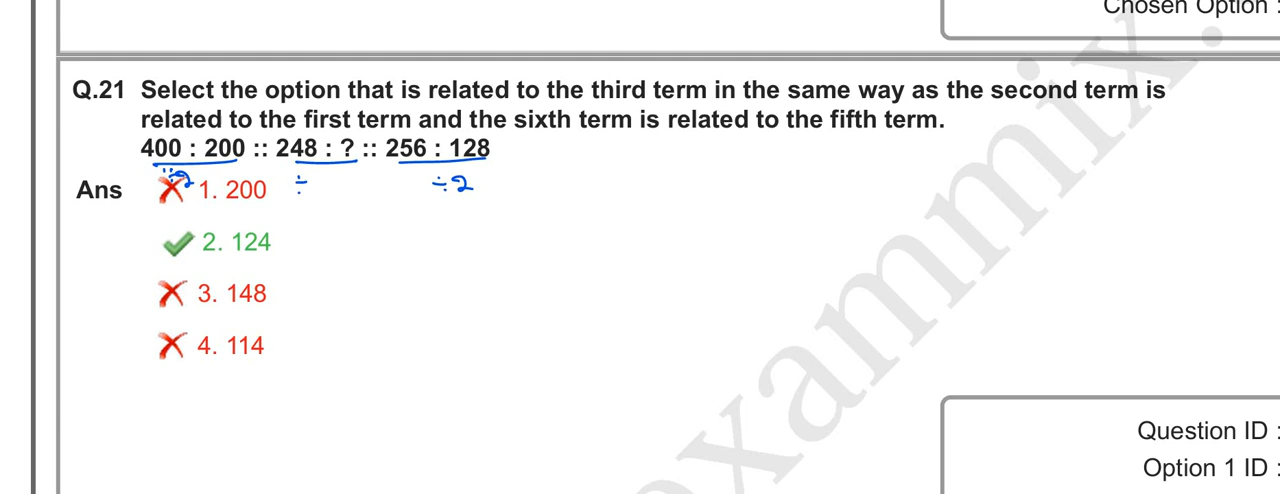 Chosen Option :
Q.21 Select the option that is related to the third term in the same way as the second term is
related to the first term and the sixth term is related to the fifth term.
400 : 200 :: 248 : ? :: 256 : 128
÷2 ÷ ÷2
Ans 1. 200
2. 124
3. 148
4. 114
xammix.
Question ID :
Option 1 ID :